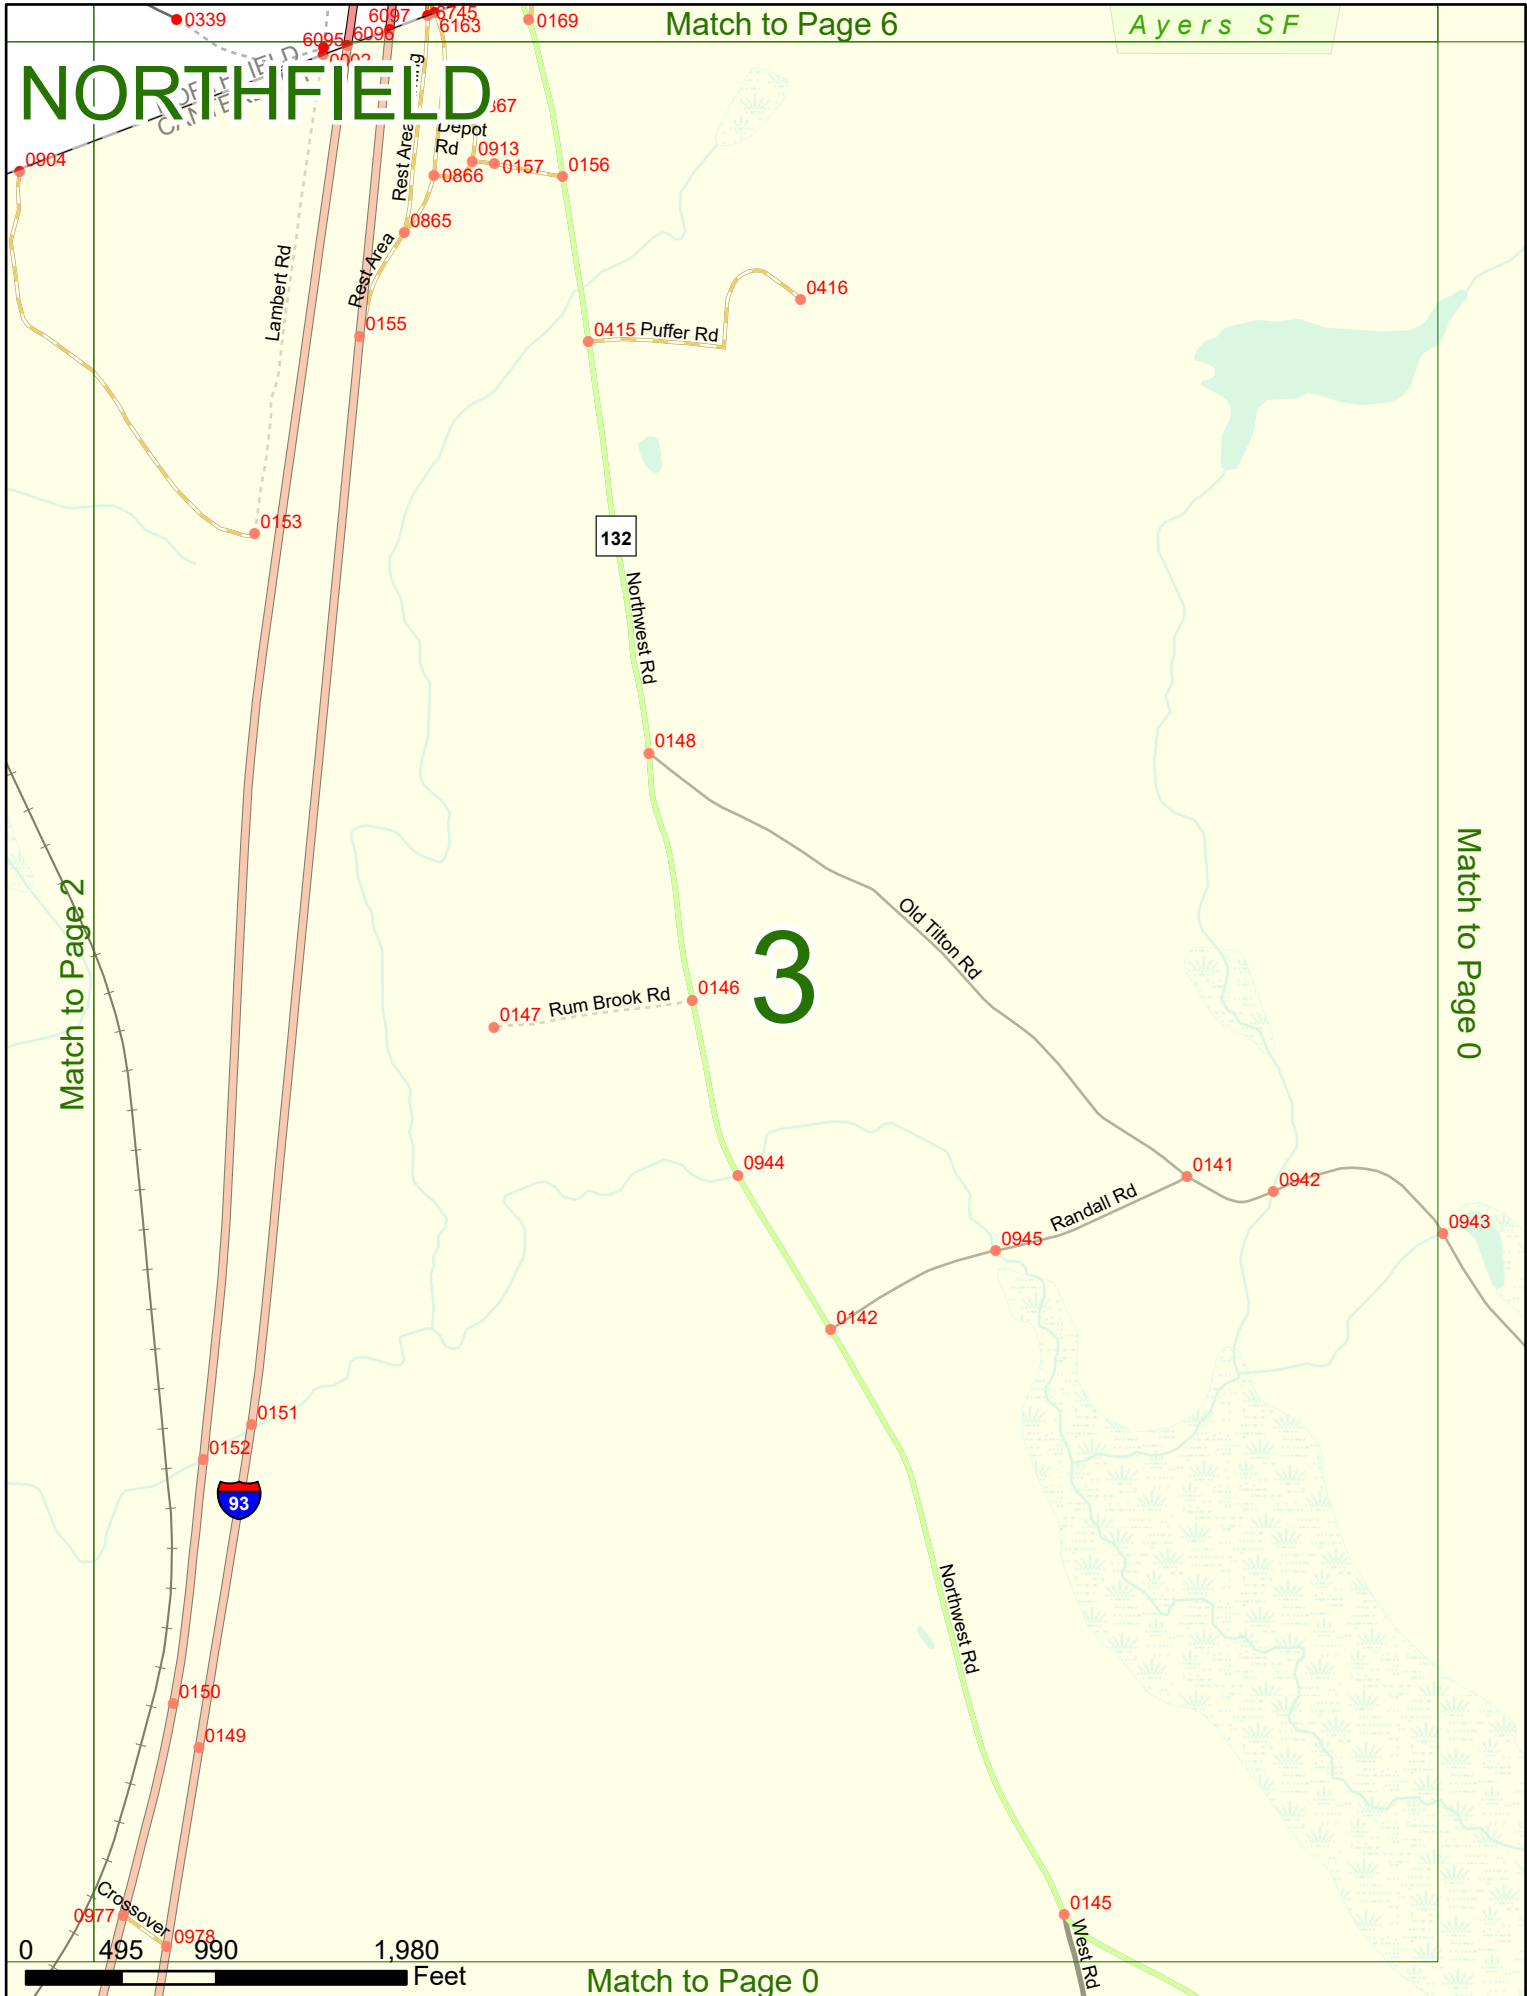 0339
6097
6745
0169
Match to Page 6
Ayers SF
6095
6096
6163
NORTHFIELD
Depot
Rd
0904
0913
0157
0156
0866
Rest Area
0865
Lambert Rd
Rest Area
0416
0155
0415
Puffer Rd
0153
132
Northwest Rd
0148
Match to Page 2
Match to Page 0
Old Tilton Rd
3
0147
Rum Brook Rd
0146
0944
0141
0942
Randall Rd
0945
0943
0142
0151
0152
93
Northwest Rd
0150
0149
Crossover
0977
0978
0145
West Rd
0 495 990 1,980
Feet
Match to Page 0